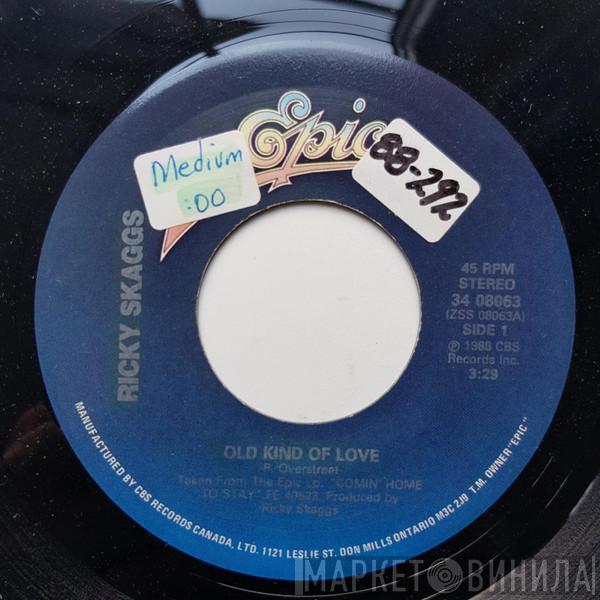 Epic
Medium
:00
88-292
RICKY SKAGGS
45 RPM
STEREO
34 08063
(ZSS 08063A)
SIDE 1
℗ 1988 CBS
Records Inc.
3:29
OLD KIND OF LOVE
-P. Overstreet-
Taken From The Epic Lp. "COMIN' HOME
TO STAY" FE 40623. Produced by
Ricky Skaggs
MANUFACTURED BY CBS RECORDS CANADA, LTD. 1121 LESLIE ST. DON MILLS ONTARIO M3C 2J9 T.M. OWNER "EPIC"
МАРКЕТ ВИНИЛА